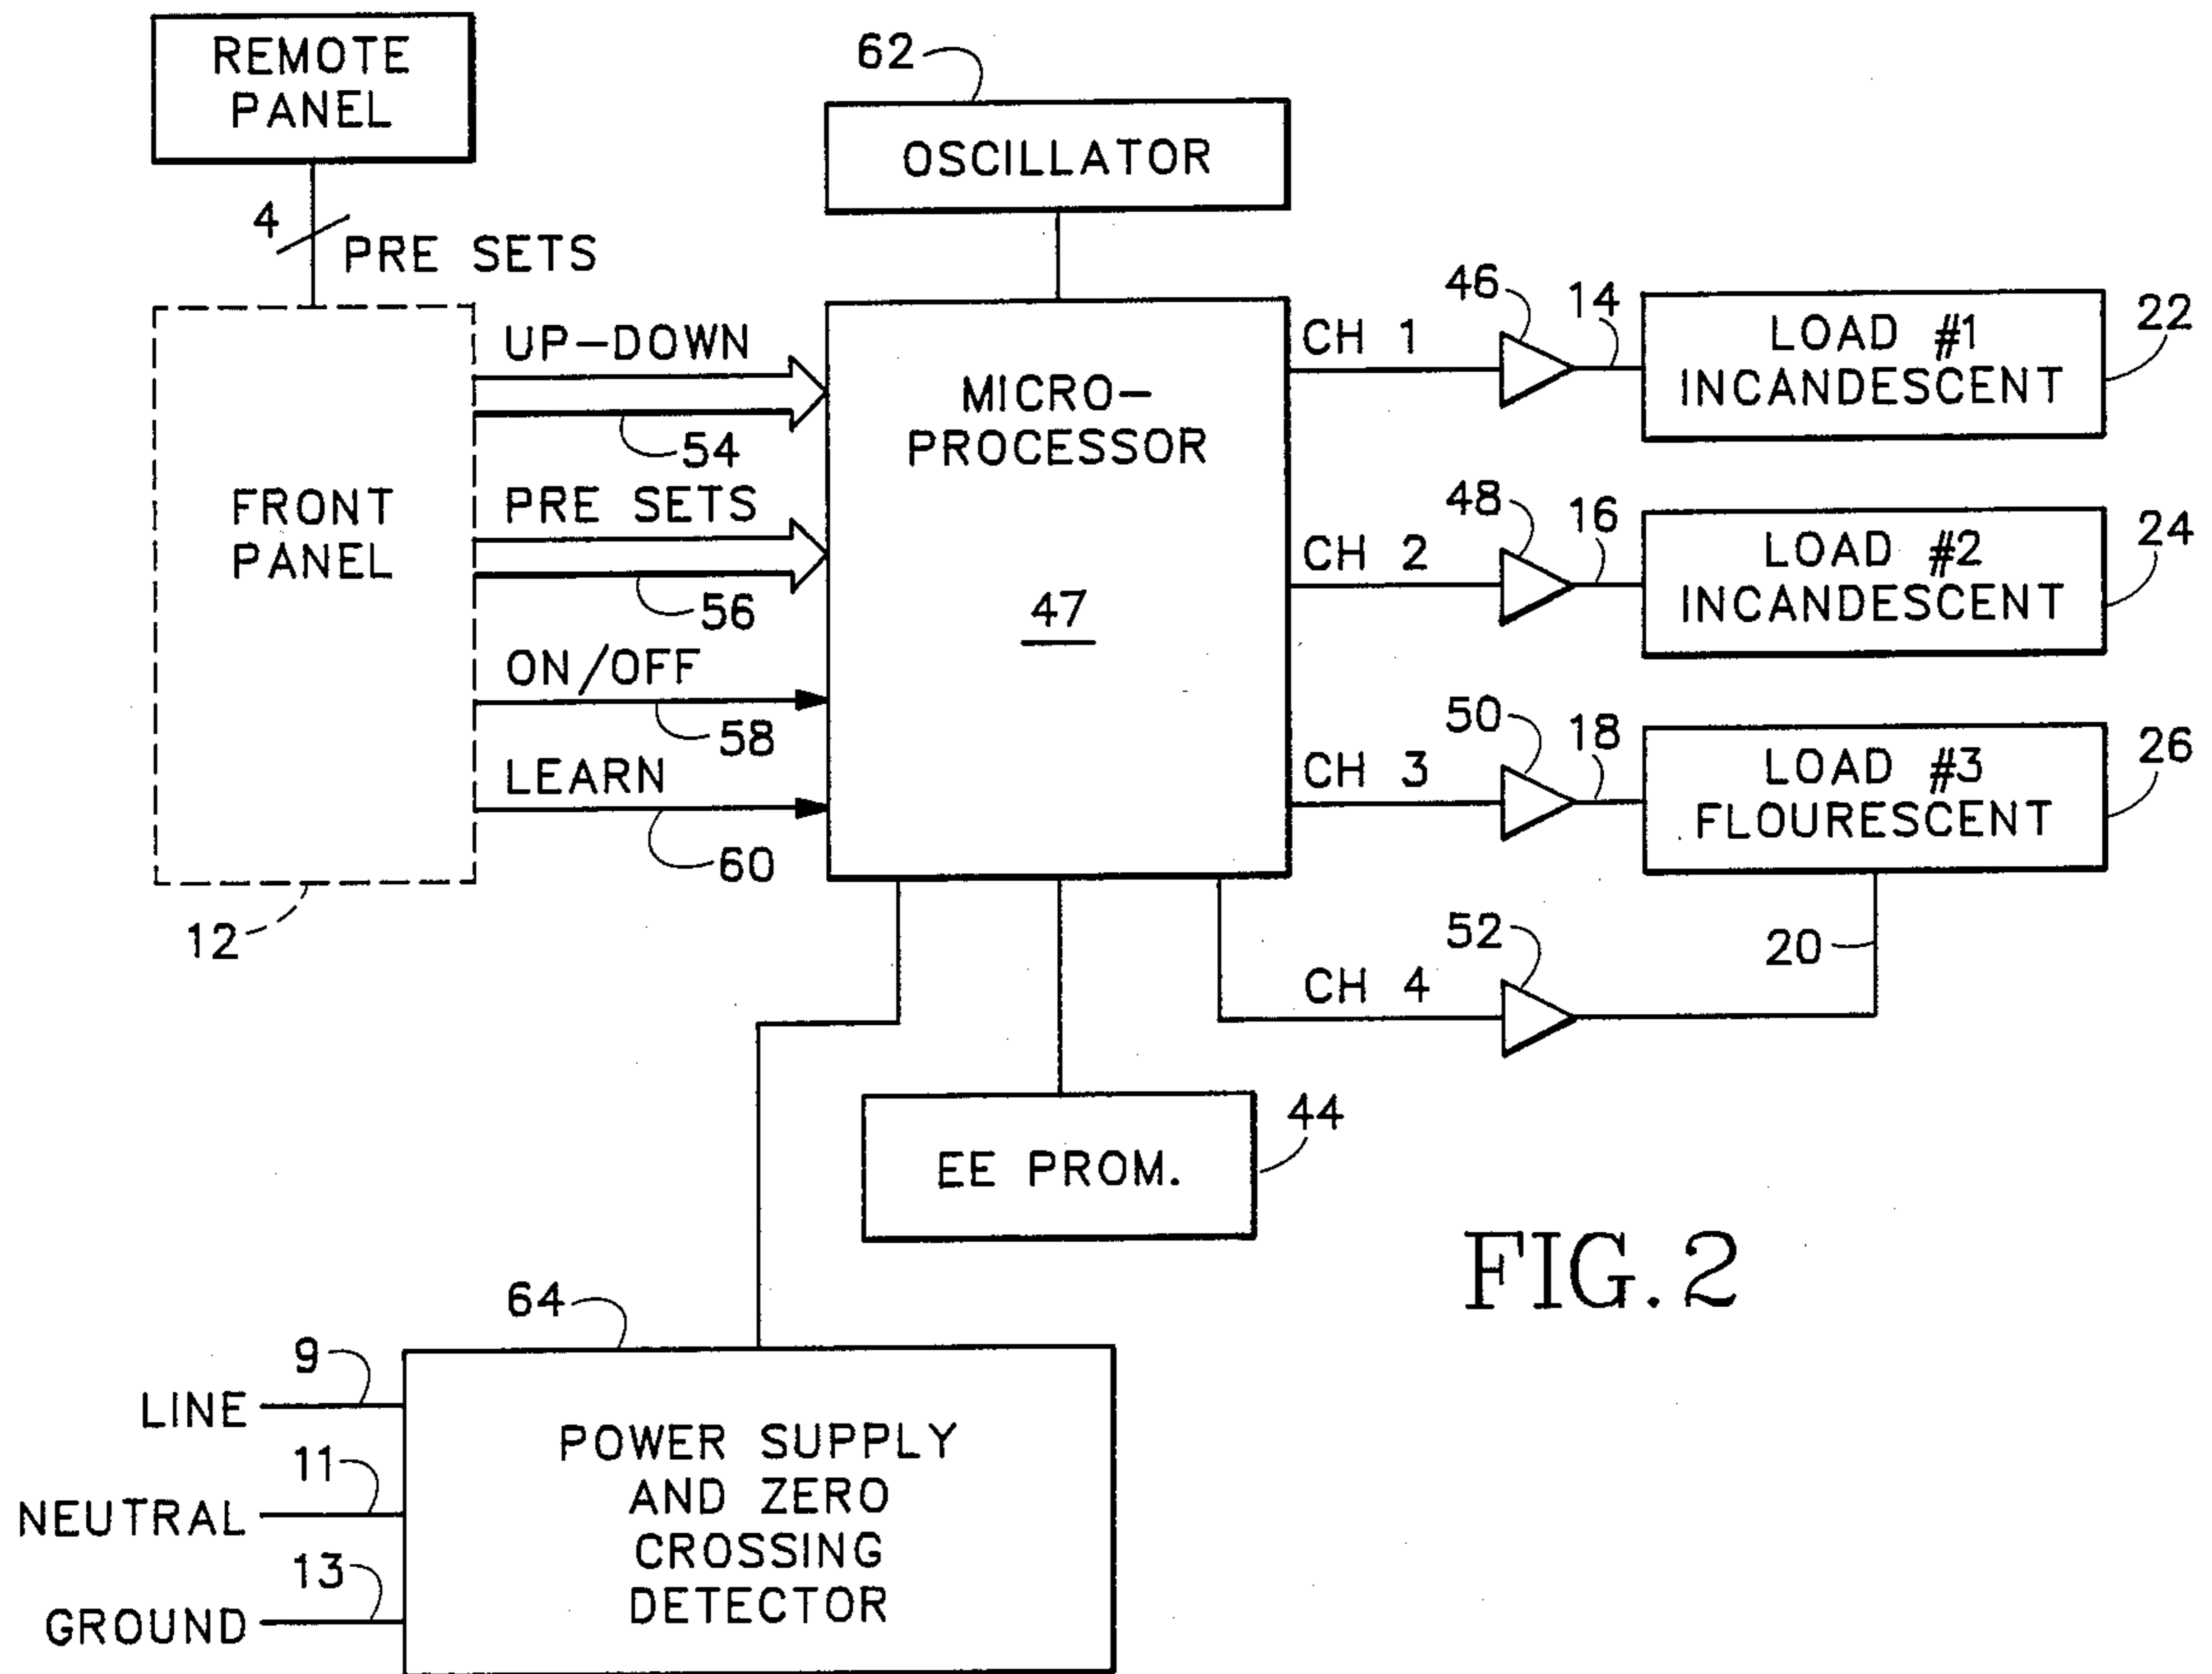 REMOTE
PANEL
4
PRE SETS
62
OSCILLATOR
FRONT
PANEL
12
UP-DOWN
54
PRE SETS
56
ON/OFF
58
LEARN
60
MICRO-
PROCESSOR
47
CH 1
46
14
LOAD #1
INCANDESCENT
22
CH 2
48
16
LOAD #2
INCANDESCENT
24
CH 3
50
18
LOAD #3
FLOURESCENT
26
CH 4
52
20
EE PROM.
44
FIG. 2
64
LINE
9
NEUTRAL
11
GROUND
13
POWER SUPPLY
AND ZERO
CROSSING
DETECTOR